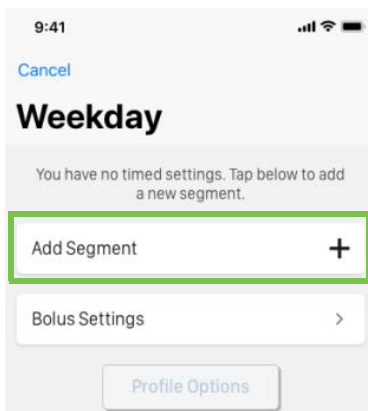 9:41
Cancel
Weekday
You have no timed settings. Tap below to add
a new segment.
Add Segment
Bolus Settings
Profile Options